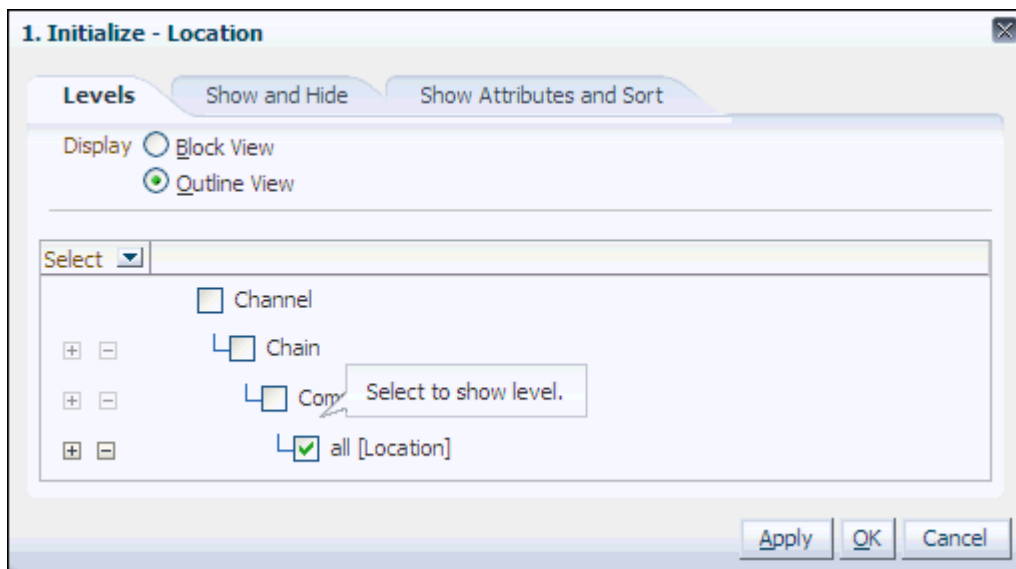 1. Initialize - Location
Levels Show and Hide Show Attributes and Sort
Display Block View
Outline View
Select
Channel
Chain
Select to show level.
all [Location]
Apply OK Cancel